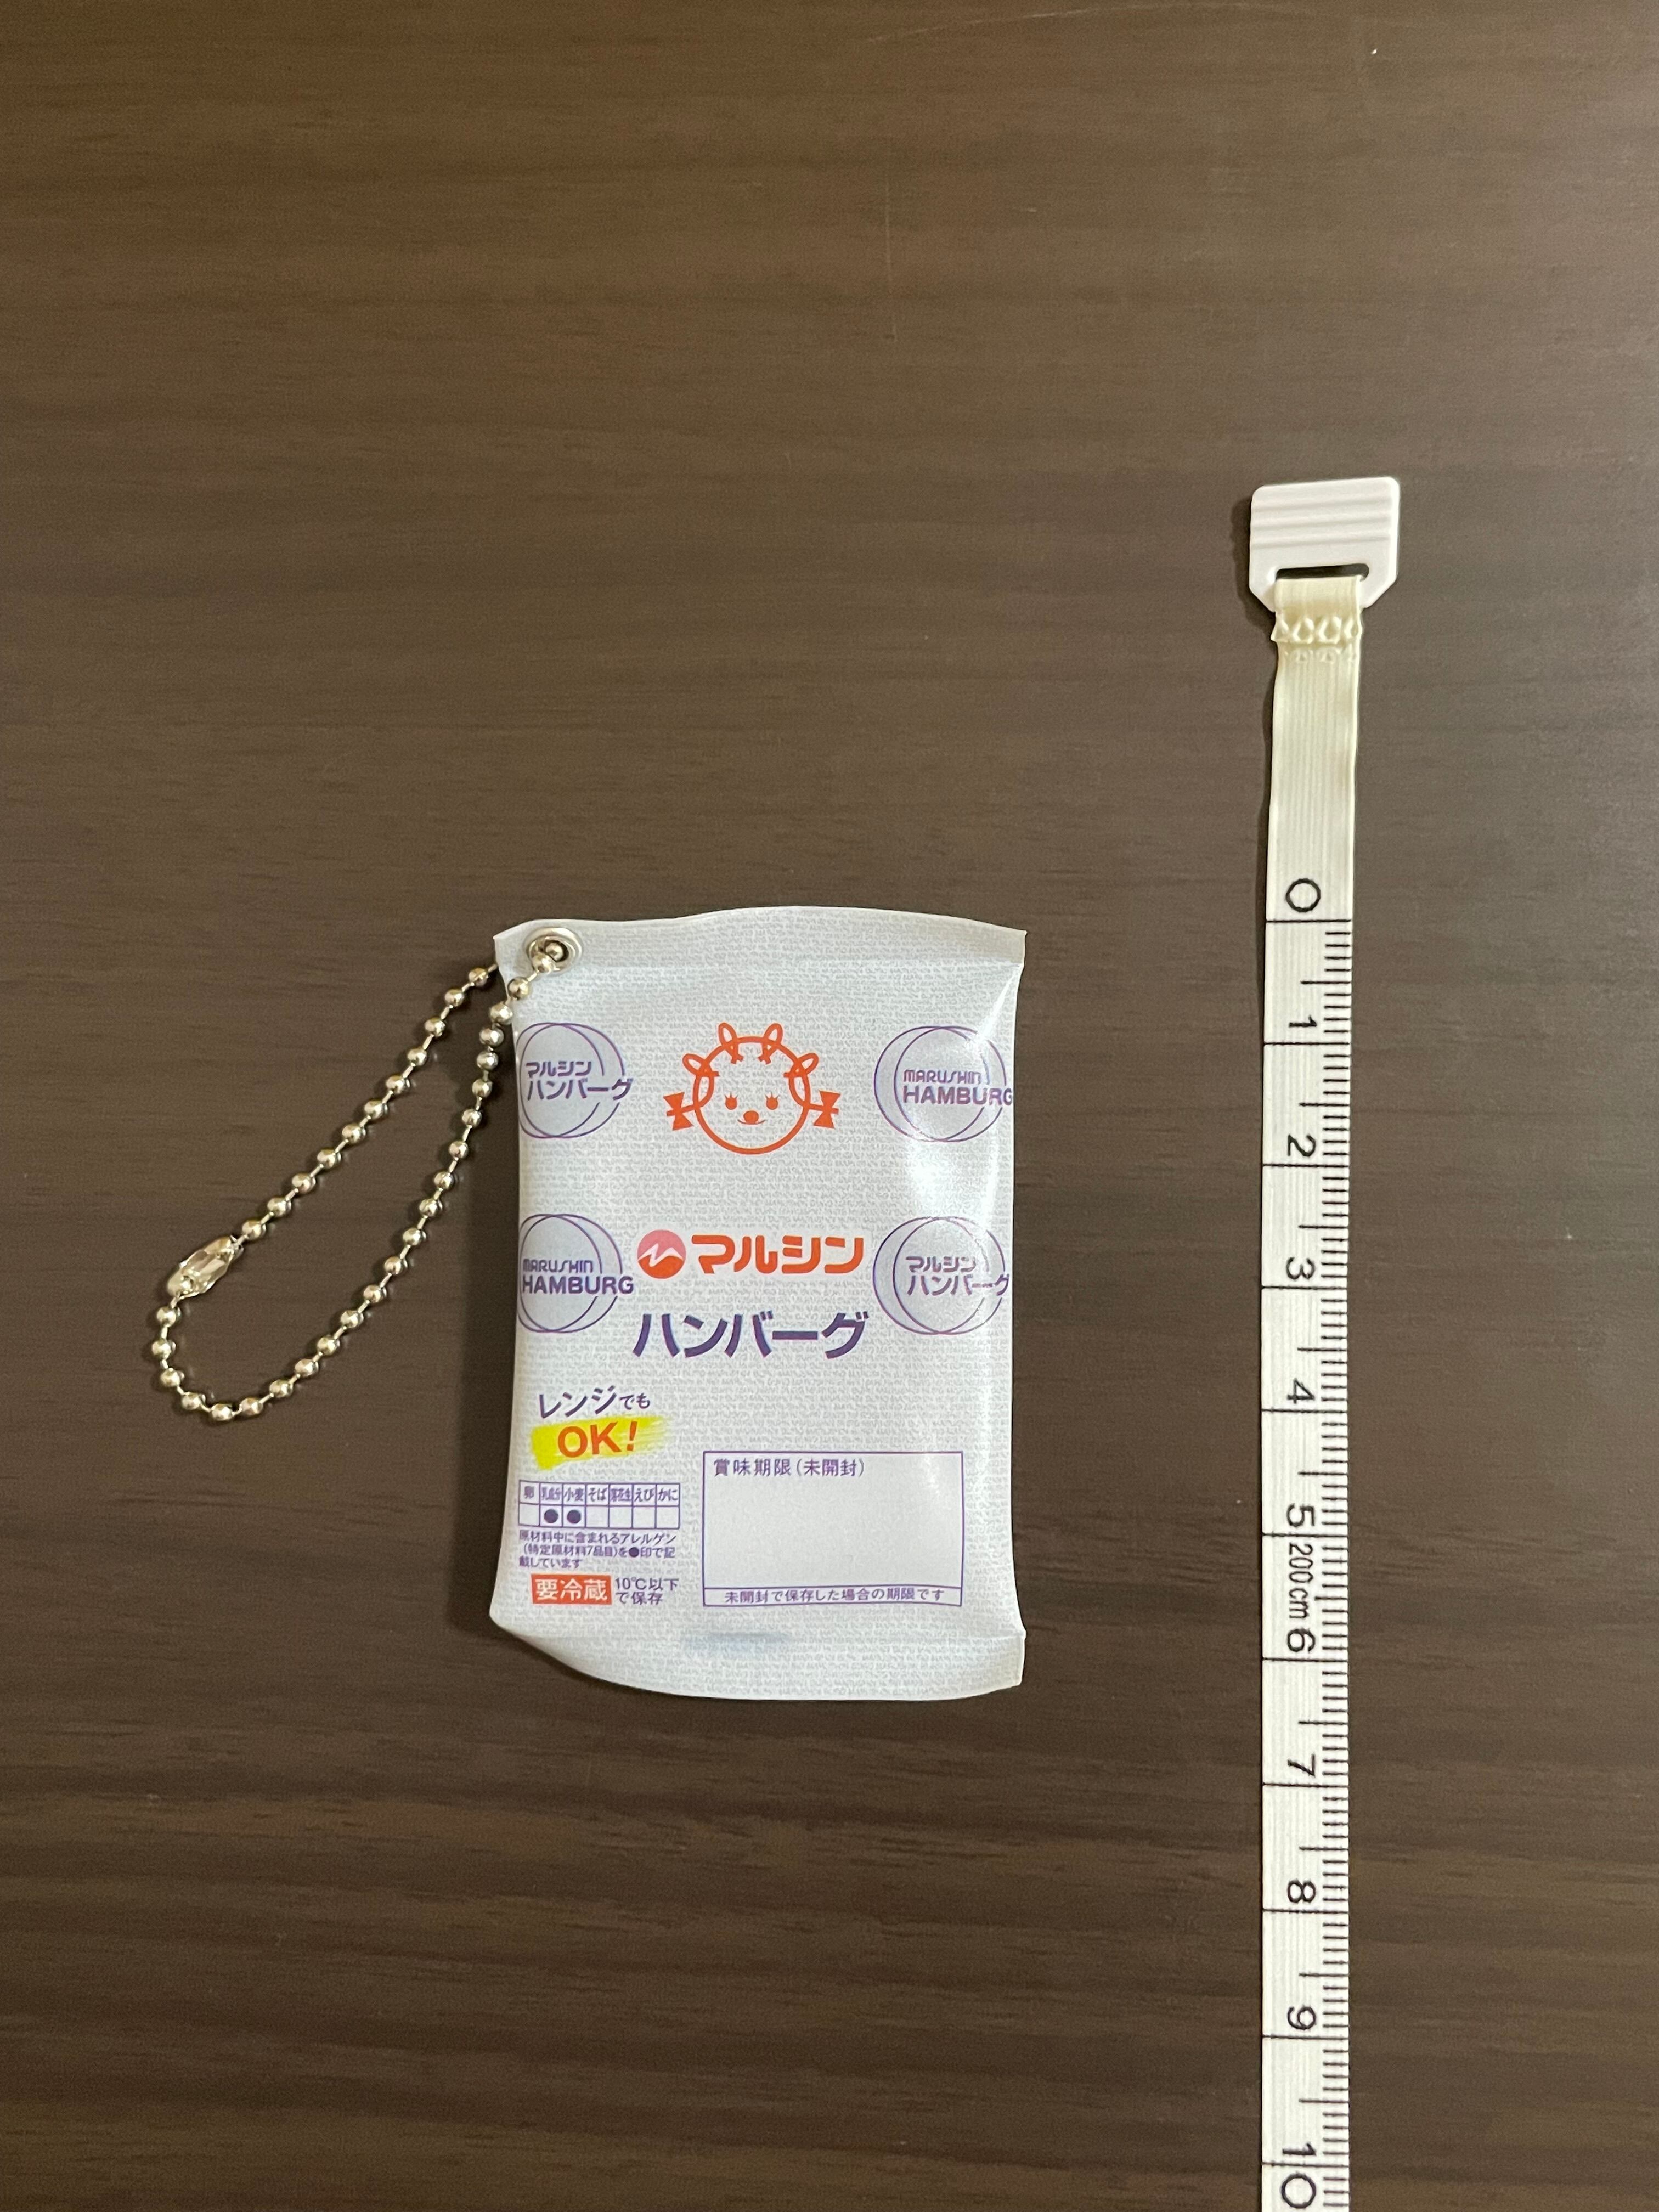 マルシン
ハンバーグ
MARUSHIN
HAMBURG
MARUSHIN
HAMBURG
マルシン
マルシン
ハンバーグ
ハンバーグ
レンジでも
OK!
賞味期限(未開封)
卵 乳成分 小麦 そば 落花生 えび かに
● ●
原材料中に含まれるアレルゲン
(特定原材料7品目)を●印で記
載しています
要冷蔵 10℃以下
で保存
未開封で保存した場合の期限です
0
1
2
3
4
5
200cm
6
7
8
9
10